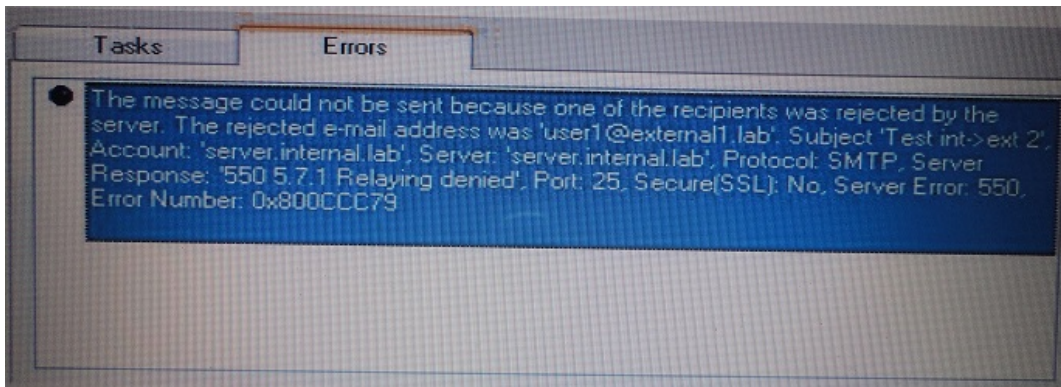 Tasks Errors
The message could not be sent because one of the recipients was rejected by the
server. The rejected e-mail address was 'user1@external1.lab'. Subject 'Test int->ext 2',
Account: 'server.internal.lab', Server: 'server.internal.lab', Protocol: SMTP, Server
Response: '550 5.7.1 Relaying denied', Port: 25, Secure(SSL): No, Server Error: 550,
Error Number: 0x800CCC79